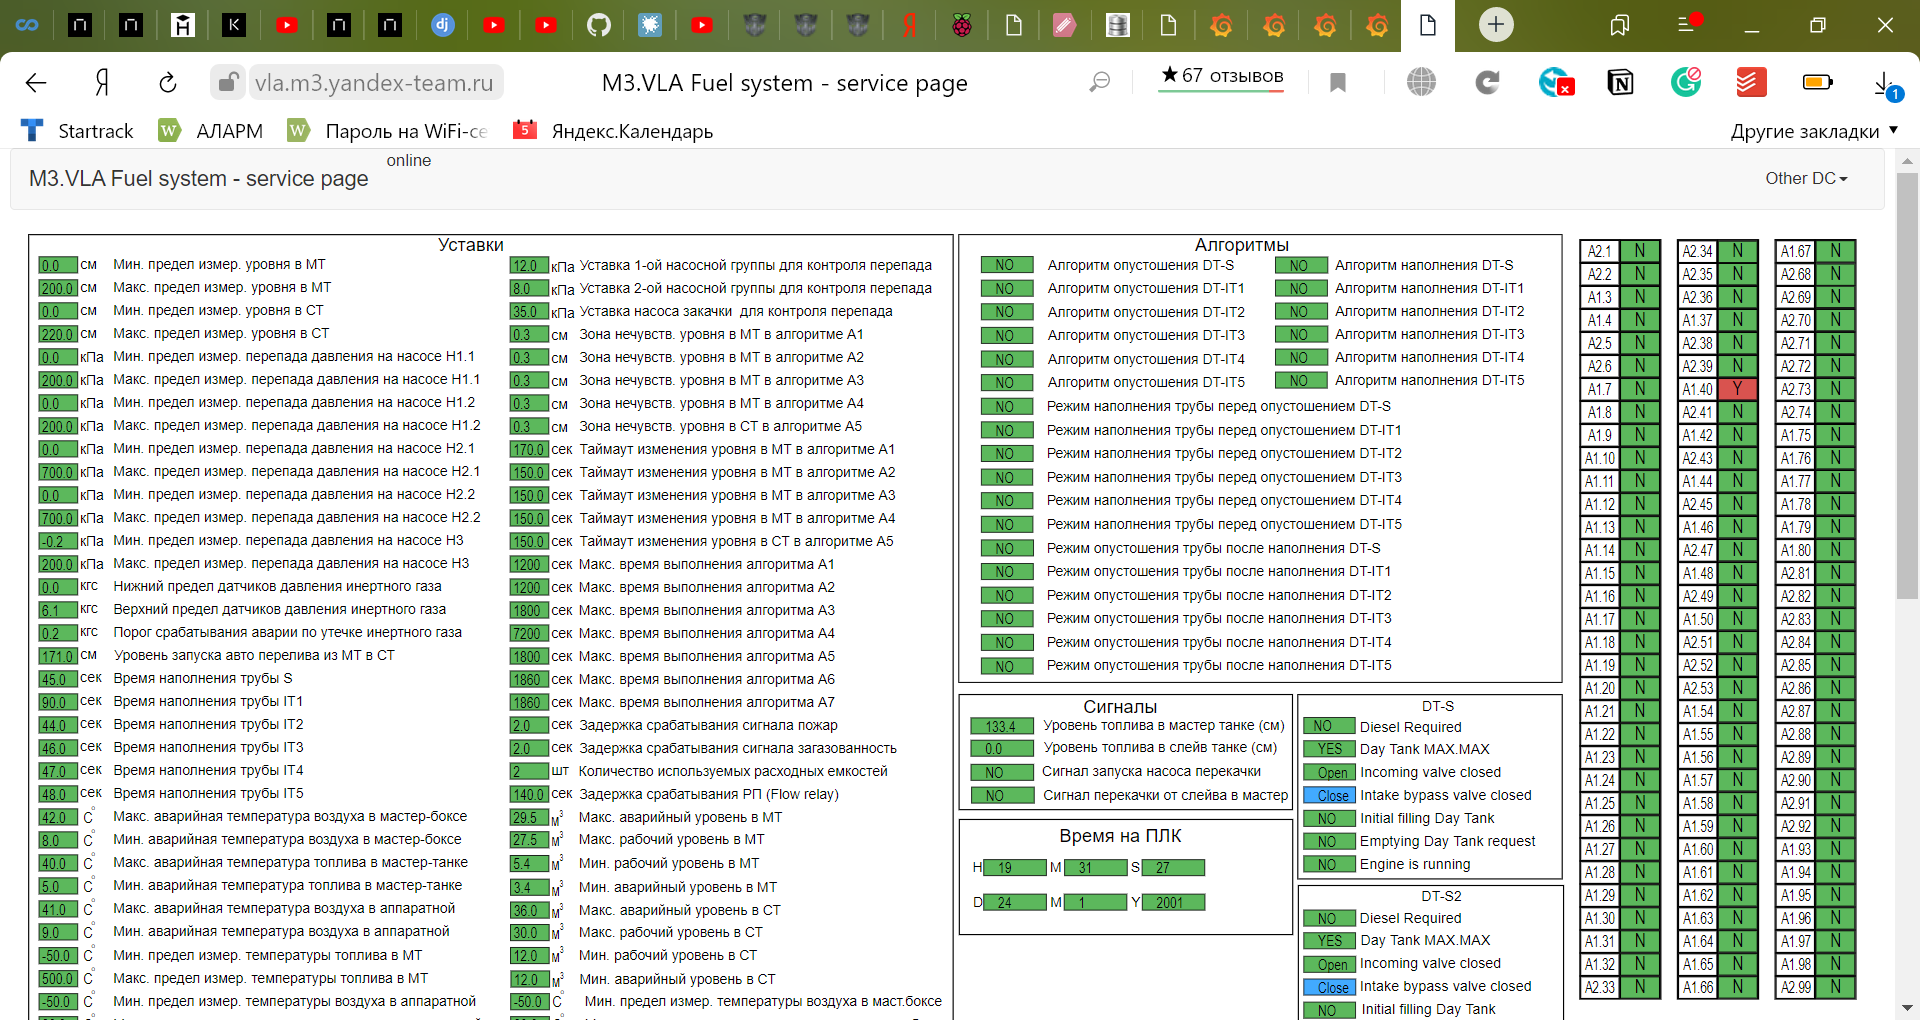 vla.m3.yandex-team.ru
M3.VLA Fuel system - service page
★67 отзывов
1
Startrack
W АЛАРМ
W Пароль на WiFi-се
5 Яндекс.Календарь
Другие закладки
M3.VLA Fuel system - service page
online
Other DC
Уставки
0.0 см Мин. предел измер. уровня в МТ
200.0 см Макс. предел измер. уровня в МТ
0.0 см Мин. предел измер. уровня в СТ
220.0 см Макс. предел измер. уровня в СТ
0.0 кПа Мин. предел измер. перепада давления на насосе Н1.1
200.0 кПа Макс. предел измер. перепада давления на насосе Н1.1
0.0 кПа Мин. предел измер. перепада давления на насосе Н1.2
200.0 кПа Макс. предел измер. перепада давления на насосе Н1.2
0.0 кПа Мин. предел измер. перепада давления на насосе Н2.1
700.0 кПа Макс. предел измер. перепада давления на насосе Н2.1
0.0 кПа Мин. предел измер. перепада давления на насосе Н2.2
700.0 кПа Макс. предел измер. перепада давления на насосе Н2.2
-0.2 кПа Мин. предел измер. перепада давления на насосе Н3
200.0 кПа Макс. предел измер. перепада давления на насосе Н3
0.0 кгс Нижний предел датчиков давления инертного газа
6.1 кгс Верхний предел датчиков давления инертного газа
0.2 кгс Порог срабатывания аварии по утечке инертного газа
171.0 см Уровень запуска авто перелива из МТ в СТ
45.0 сек Время наполнения трубы S
90.0 сек Время наполнения трубы IT1
44.0 сек Время наполнения трубы IT2
46.0 сек Время наполнения трубы IT3
47.0 сек Время наполнения трубы IT4
48.0 сек Время наполнения трубы IT5
42.0 C° Макс. аварийная температура воздуха в мастер-боксе
8.0 C° Мин. аварийная температура воздуха в мастер-боксе
40.0 C° Макс. аварийная температура топлива в мастер-танке
5.0 C° Мин. аварийная температура топлива в мастер-танке
41.0 C° Макс. аварийная температура воздуха в аппаратной
9.0 C° Мин. аварийная температура воздуха в аппаратной
-50.0 C° Мин. предел измер. температуры топлива в МТ
500.0 C° Макс. предел измер. температуры топлива в МТ
-50.0 C° Мин. предел измер. температуры воздуха в аппаратной
12.0 кПа Уставка 1-ой насосной группы для контроля перепада
8.0 кПа Уставка 2-ой насосной группы для контроля перепада
35.0 кПа Уставка насоса закачки для контроля перепада
0.3 см Зона нечувств. уровня в МТ в алгоритме А1
0.3 см Зона нечувств. уровня в МТ в алгоритме А2
0.3 см Зона нечувств. уровня в МТ в алгоритме А3
0.3 см Зона нечувств. уровня в МТ в алгоритме А4
0.3 см Зона нечувств. уровня в СТ в алгоритме А5
170.0 сек Таймаут изменения уровня в МТ в алгоритме А1
150.0 сек Таймаут изменения уровня в МТ в алгоритме А2
150.0 сек Таймаут изменения уровня в МТ в алгоритме А3
150.0 сек Таймаут изменения уровня в МТ в алгоритме А4
150.0 сек Таймаут изменения уровня в СТ в алгоритме А5
1200 сек Макс. время выполнения алгоритма А1
1200 сек Макс. время выполнения алгоритма А2
1800 сек Макс. время выполнения алгоритма А3
7200 сек Макс. время выполнения алгоритма А4
1800 сек Макс. время выполнения алгоритма А5
1860 сек Макс. время выполнения алгоритма А6
1860 сек Макс. время выполнения алгоритма А7
2.0 сек Задержка срабатывания сигнала пожар
2.0 сек Задержка срабатывания сигнала загазованность
2 шт Количество используемых расходных емкостей
140.0 сек Задержка срабатывания РП (Flow relay)
29.5 м³ Макс. аварийный уровень в МТ
27.5 м³ Макс. рабочий уровень в МТ
5.4 м³ Мин. рабочий уровень в МТ
3.4 м³ Мин. аварийный уровень в МТ
36.0 м³ Макс. аварийный уровень в СТ
30.0 м³ Макс. рабочий уровень в СТ
12.0 м³ Мин. рабочий уровень в СТ
12.0 м³ Мин. аварийный уровень в СТ
-50.0 C° Мин. предел измер. температуры воздуха в маст.боксе
Алгоритмы
NO Алгоритм опустошения DT-S NO Алгоритм наполнения DT-S
NO Алгоритм опустошения DT-IT1 NO Алгоритм наполнения DT-IT1
NO Алгоритм опустошения DT-IT2 NO Алгоритм наполнения DT-IT2
NO Алгоритм опустошения DT-IT3 NO Алгоритм наполнения DT-IT3
NO Алгоритм опустошения DT-IT4 NO Алгоритм наполнения DT-IT4
NO Алгоритм опустошения DT-IT5 NO Алгоритм наполнения DT-IT5
NO Режим наполнения трубы перед опустошением DT-S
NO Режим наполнения трубы перед опустошением DT-IT1
NO Режим наполнения трубы перед опустошением DT-IT2
NO Режим наполнения трубы перед опустошением DT-IT3
NO Режим наполнения трубы перед опустошением DT-IT4
NO Режим наполнения трубы перед опустошением DT-IT5
NO Режим опустошения трубы после наполнения DT-S
NO Режим опустошения трубы после наполнения DT-IT1
NO Режим опустошения трубы после наполнения DT-IT2
NO Режим опустошения трубы после наполнения DT-IT3
NO Режим опустошения трубы после наполнения DT-IT4
NO Режим опустошения трубы после наполнения DT-IT5
Сигналы
133.4 Уровень топлива в мастер танке (см)
0.0 Уровень топлива в слейв танке (см)
NO Сигнал запуска насоса перекачки
NO Сигнал перекачки от слейва в мастер
Время на ПЛК
H 19 M 31 S 27
D 24 M 1 Y 2001
DT-S
NO Diesel Required
YES Day Tank MAX.MAX
Open Incoming valve closed
Close Intake bypass valve closed
NO Initial filling Day Tank
NO Emptying Day Tank request
NO Engine is running
DT-S2
NO Diesel Required
YES Day Tank MAX.MAX
Open Incoming valve closed
Close Intake bypass valve closed
NO Initial filling Day Tank
A2.1 N A2.34 N A1.67 N
A2.2 N A2.35 N A2.68 N
A1.3 N A2.36 N A2.69 N
A1.4 N A1.37 N A2.70 N
A2.5 N A2.38 N A2.71 N
A2.6 N A2.39 N A2.72 N
A1.7 N A1.40 Y A2.73 N
A1.8 N A2.41 N A2.74 N
A1.9 N A1.42 N A1.75 N
A1.10 N A2.43 N A1.76 N
A1.11 N A1.44 N A1.77 N
A1.12 N A2.45 N A1.78 N
A1.13 N A1.46 N A1.79 N
A1.14 N A2.47 N A1.80 N
A1.15 N A1.48 N A2.81 N
A1.16 N A2.49 N A2.82 N
A1.17 N A1.50 N A2.83 N
A1.18 N A2.51 N A2.84 N
A1.19 N A2.52 N A2.85 N
A1.20 N A2.53 N A2.86 N
A1.21 N A1.54 N A2.87 N
A1.22 N A1.55 N A2.88 N
A1.23 N A1.56 N A2.89 N
A1.24 N A1.57 N A2.90 N
A1.25 N A1.58 N A2.91 N
A1.26 N A1.59 N A2.92 N
A1.27 N A1.60 N A1.93 N
A1.28 N A1.61 N A1.94 N
A1.29 N A1.62 N A1.95 N
A1.30 N A1.63 N A1.96 N
A1.31 N A1.64 N A1.97 N
A1.32 N A1.65 N A1.98 N
A2.33 N A1.66 N A2.99 N